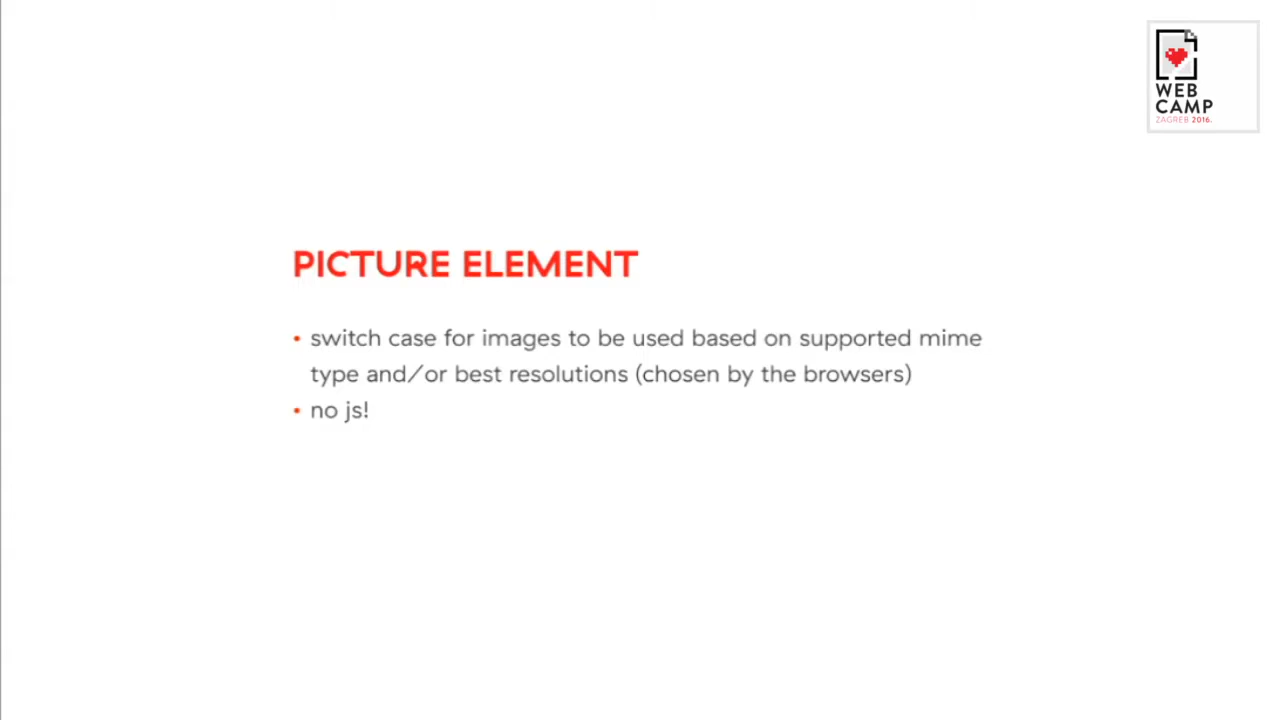 WEB
CAMP
ZAGREB 2016.
PICTURE ELEMENT
• switch case for images to be used based on supported mime
type and/or best resolutions (chosen by the browsers)
• no js!